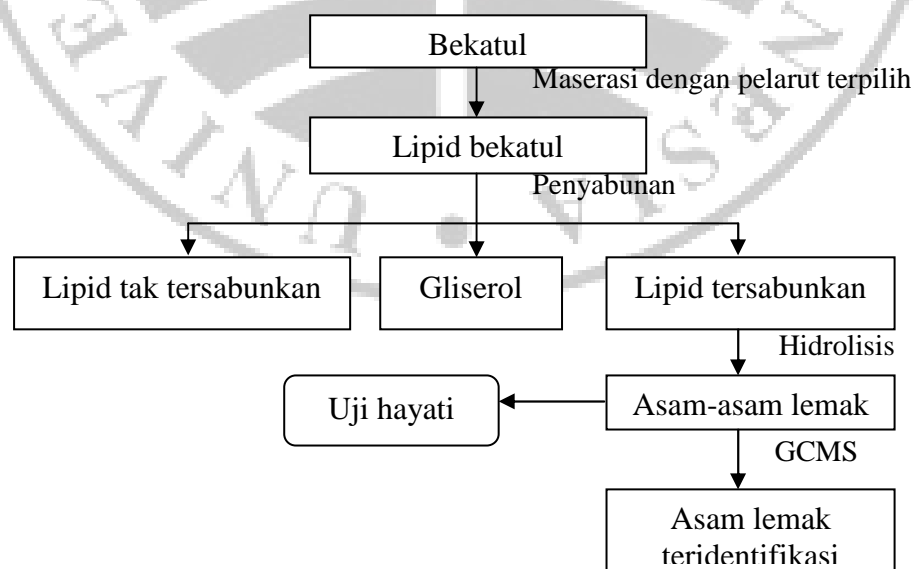 Bekatul
Maserasi dengan pelarut terpilih
Lipid bekatul
Penyabunan
Lipid tak tersabunkan
Gliserol
Lipid tersabunkan
Hidrolisis
Uji hayati
Asam-asam lemak
GCMS
Asam lemak
teridentifikasi